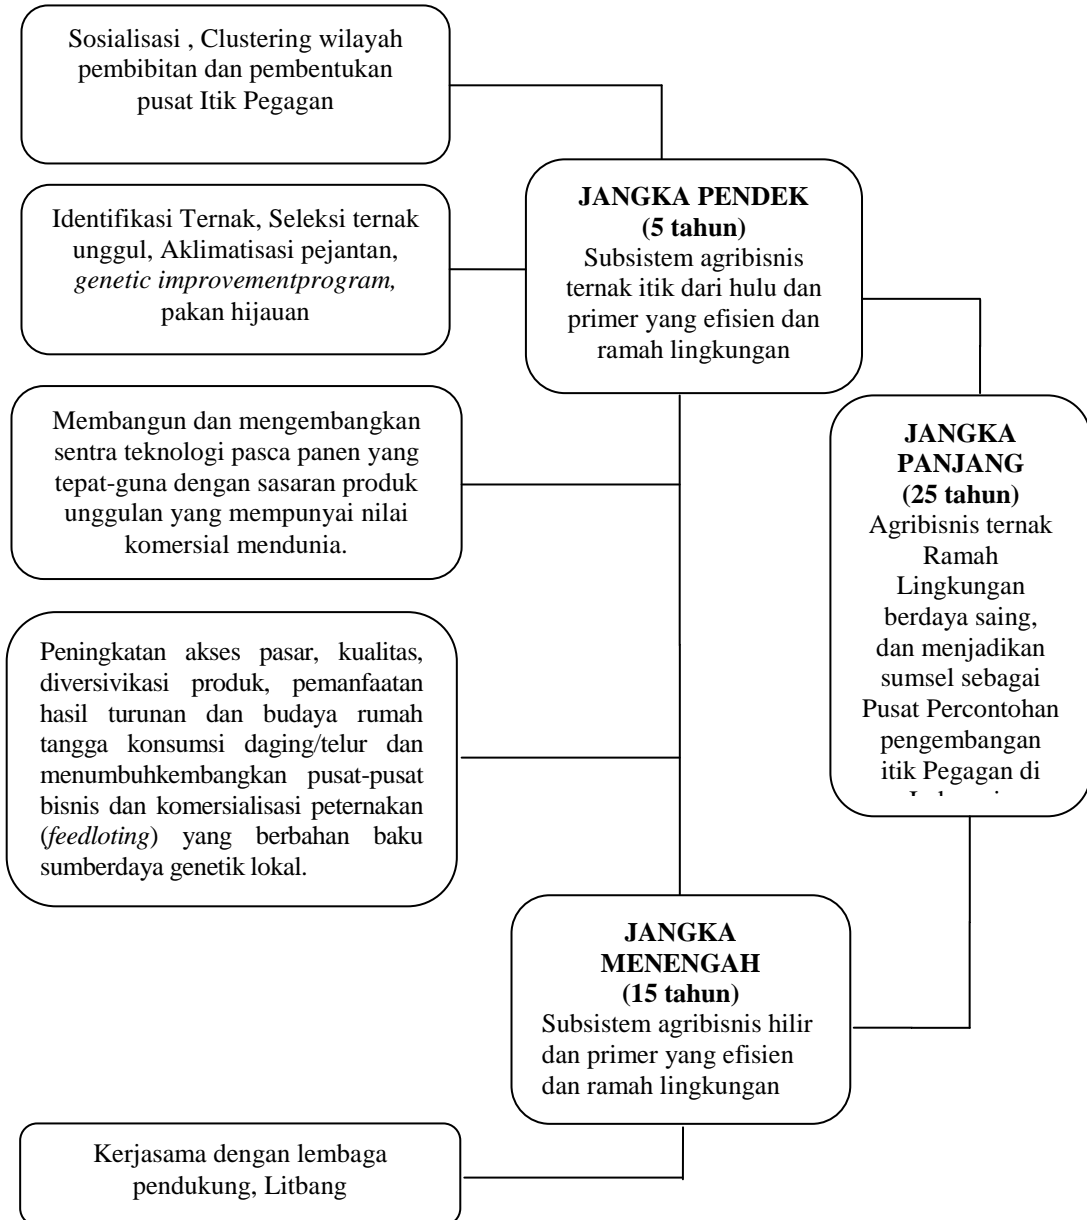 Sosialisasi , Clustering wilayah
pembibitan dan pembentukan
pusat Itik Pegagan
Identifikasi Ternak, Seleksi ternak
unggul, Aklimatisasi pejantan,
genetic improvementprogram,
pakan hijauan
Membangun dan mengembangkan
sentra teknologi pasca panen yang
tepat-guna dengan sasaran produk
unggulan yang mempunyai nilai
komersial mendunia.
Peningkatan akses pasar, kualitas,
diversivikasi produk, pemanfaatan
hasil turunan dan budaya rumah
tangga konsumsi daging/telur dan
menumbuhkembangkan pusat-pusat
bisnis dan komersialisasi peternakan
(feedloting) yang berbahan baku
sumberdaya genetik lokal.
Kerjasama dengan lembaga
pendukung, Litbang
JANGKA PENDEK
(5 tahun)
Subsistem agribisnis
ternak itik dari hulu dan
primer yang efisien dan
ramah lingkungan
JANGKA
MENENGAH
(15 tahun)
Subsistem agribisnis hilir
dan primer yang efisien
dan ramah lingkungan
JANGKA
PANJANG
(25 tahun)
Agribisnis ternak
Ramah
Lingkungan
berdaya saing,
dan menjadikan
sumsel sebagai
Pusat Percontohan
pengembangan
itik Pegagan di